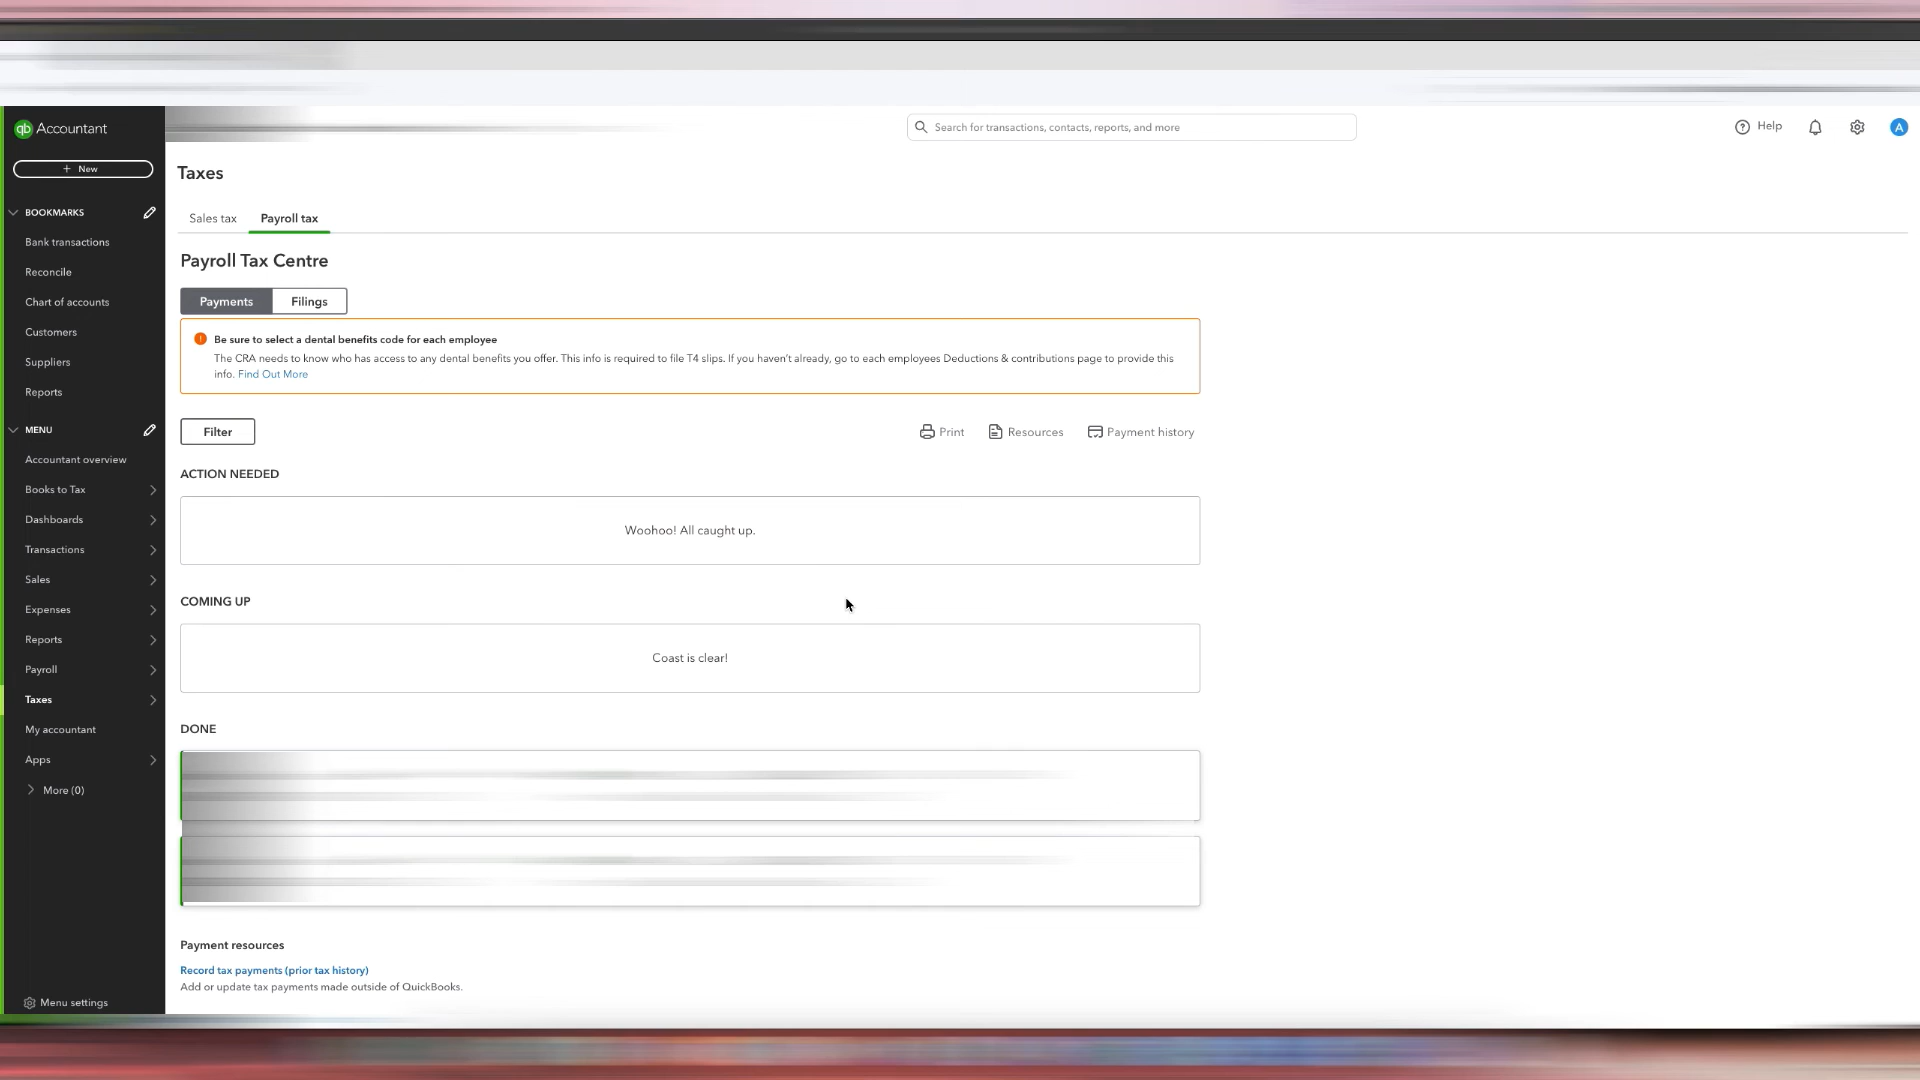 qb Accountant
Search for transactions, contacts, reports, and more
Help
A
+ New
Taxes
BOOKMARKS
Bank transactions
Reconcile
Chart of accounts
Customers
Suppliers
Reports
MENU
Accountant overview
Books to Tax
Dashboards
Transactions
Sales
Expenses
Reports
Payroll
Taxes
My accountant
Apps
More (0)
Menu settings
Sales tax
Payroll tax
Payroll Tax Centre
Payments
Filings
Be sure to select a dental benefits code for each employee
The CRA needs to know who has access to any dental benefits you offer. This info is required to file T4 slips. If you haven't already, go to each employees Deductions & contributions page to provide this
info. Find Out More
Filter
Print
Resources
Payment history
ACTION NEEDED
Woohoo! All caught up.
COMING UP
Coast is clear!
DONE
Payment resources
Record tax payments (prior tax history)
Add or update tax payments made outside of QuickBooks.